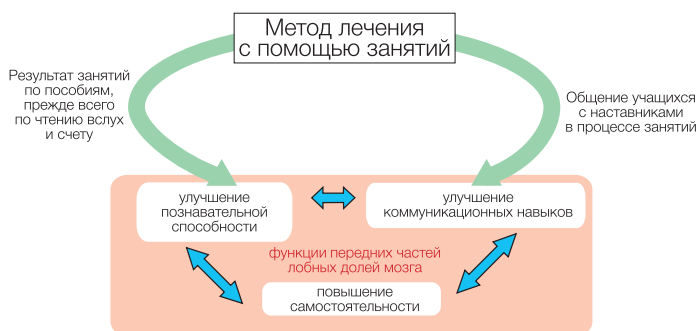 Метод лечения
с помощью занятий
Результат занятий
по пособиям,
прежде всего
по чтению вслух
и счету
Общение учащихся
с наставниками
в процессе занятий
улучшение
познавательной
способности
улучшение
коммуникационных навыков
функции передних частей
лобных долей мозга
повышение
самостоятельности